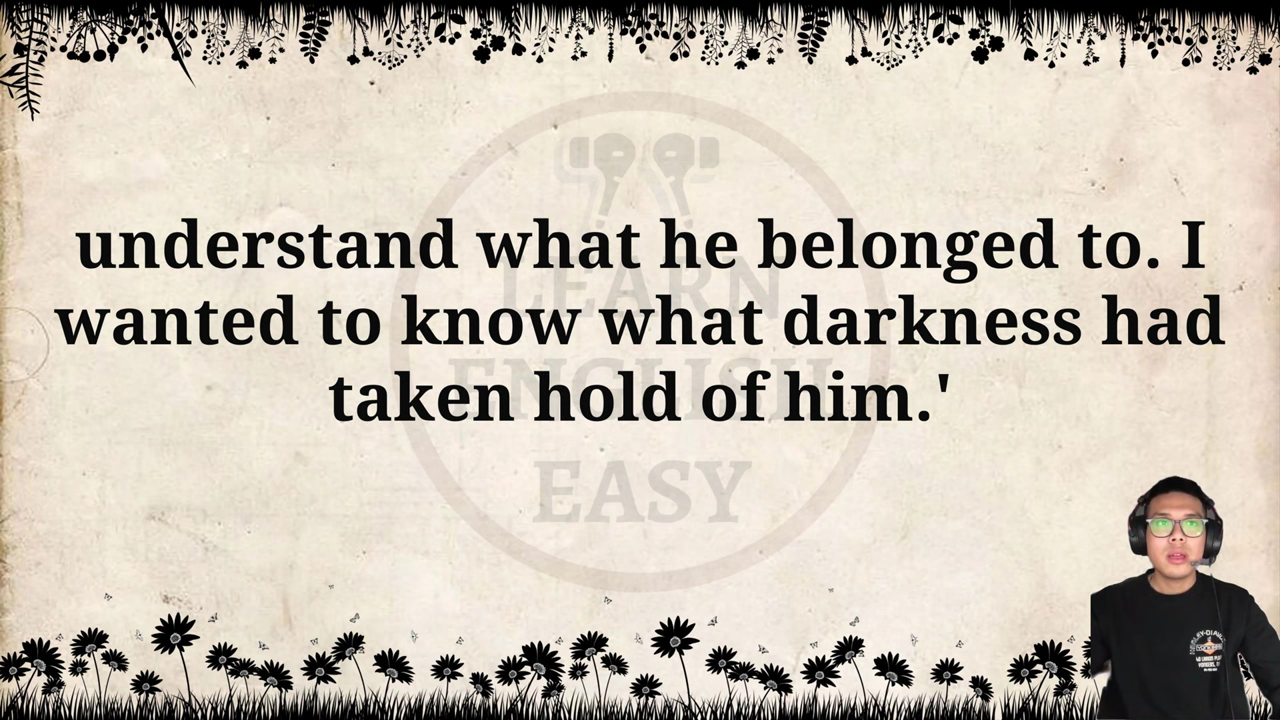 understand what he belonged to. I
wanted to know what darkness had
taken hold of him.'
LEARN
ENGLISH
EASY